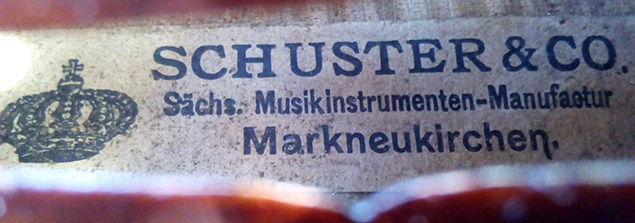 SCHUSTER & CO.
Sächs. Musikinstrumenten-Manufactur
Markneukirchen.